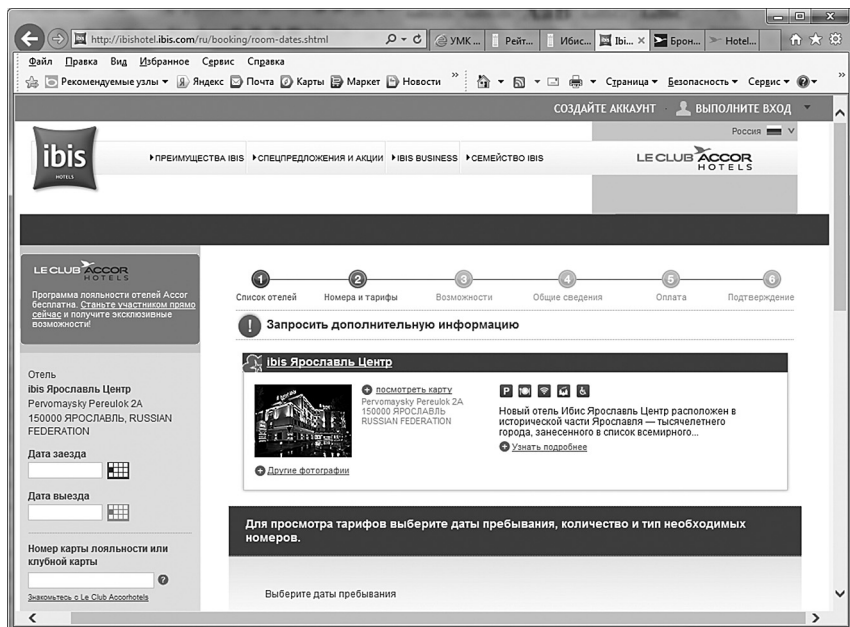 http://ibishotel.ibis.com/ru/booking/room-dates.shtml
УМК ...
Рейт...
Ибис...
Ibi...
Брон...
Hotel...
Файл Правка Вид Избранное Сервис Справка
Рекомендуемые узлы Яндекс Почта Карты Маркет Новости »
Страница Безопасность Сервис »
СОЗДАЙТЕ АККАУНТ ВЫПОЛНИТЕ ВХОД
Россия
ibis
HOTELS
ПРЕИМУЩЕСТВА IBIS СПЕЦПРЕДЛОЖЕНИЯ И АКЦИИ IBIS BUSINESS СЕМЕЙСТВО IBIS
LE CLUB ACCOR
HOTELS
LE CLUB ACCOR
HOTELS
Программа лояльности отелей Accor
бесплатна. Станьте участником прямо
сейчас и получите эксклюзивные
возможности!
Отель
ibis Ярославль Центр
Pervomaysky Pereulok 2A
150000 ЯРОСЛАВЛЬ, RUSSIAN
FEDERATION
Дата заезда
Дата выезда
Номер карты лояльности или
клубной карты
?
Знакомьтесь с Le Club Accorhotels
1 2 3 4 5 6
Список отелей Номера и тарифы Возможности Общие сведения Оплата Подтверждение
! Запросить дополнительную информацию
ibis Ярославль Центр
посмотреть карту
Pervomaysky Pereulok 2A
150000 ЯРОСЛАВЛЬ
RUSSIAN FEDERATION
Другие фотографии
P
Новый отель Ибис Ярославль Центр расположен в
исторической части Ярославля — тысячелетнего
города, занесенного в список всемирного...
Узнать подробнее
Для просмотра тарифов выберите даты пребывания, количество и тип необходимых
номеров.
Выберите даты пребывания